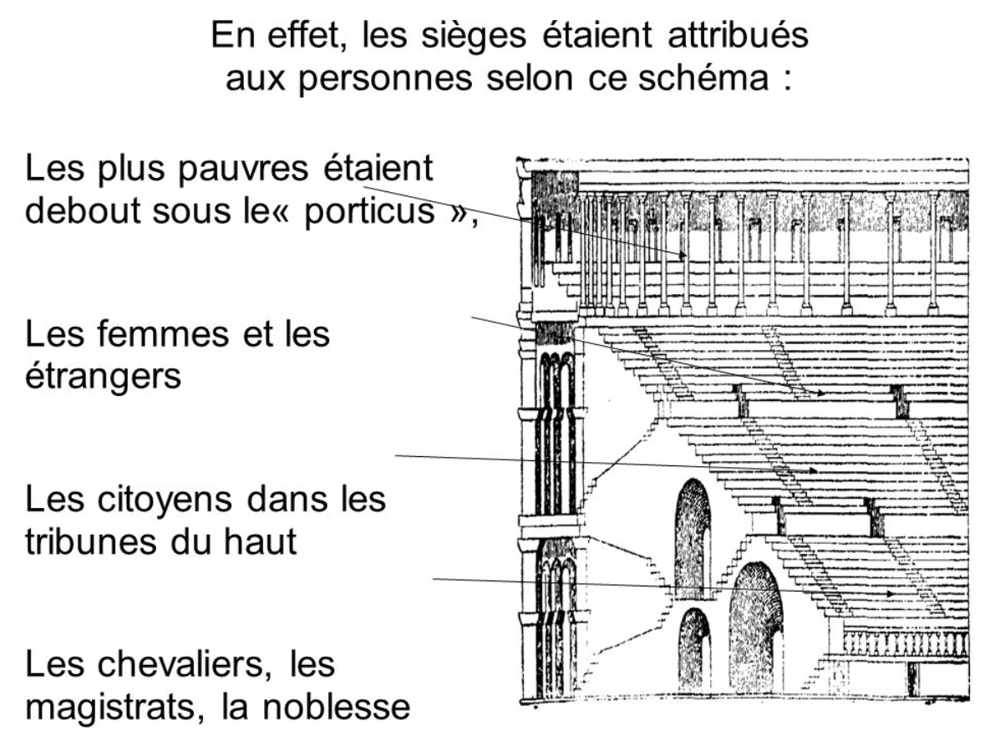 En effet, les sièges étaient attribués
aux personnes selon ce schéma :
Les plus pauvres étaient
debout sous le« porticus »,
Les femmes et les
étrangers
Les citoyens dans les
tribunes du haut
Les chevaliers, les
magistrats, la noblesse